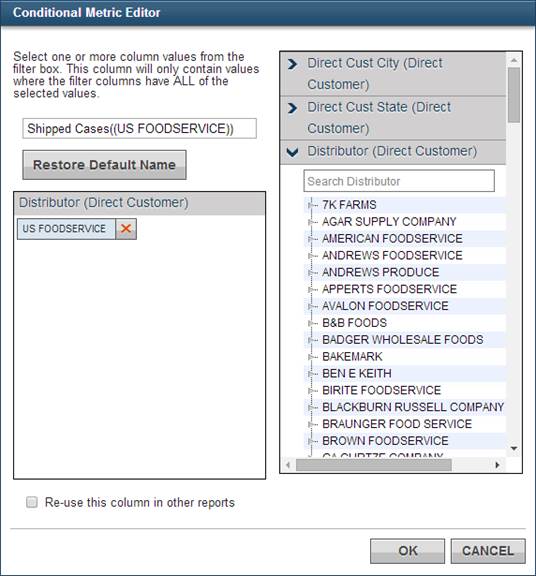 Conditional Metric Editor
Select one or more column values from the
filter box. This column will only contain values
where the filter columns have ALL of the
selected values.
Shipped Cases((US FOODSERVICE))
Restore Default Name
Distributor (Direct Customer)
US FOODSERVICE
Direct Cust City (Direct
Customer)
Direct Cust State (Direct
Customer)
Distributor (Direct Customer)
Search Distributor
7K FARMS
AGAR SUPPLY COMPANY
AMERICAN FOODSERVICE
ANDREWS FOODSERVICE
ANDREWS PRODUCE
APPERTS FOODSERVICE
AVALON FOODSERVICE
B&B FOODS
BADGER WHOLESALE FOODS
BAKEMARK
BEN E KEITH
BIRITE FOODSERVICE
BLACKBURN RUSSELL COMPANY
BRAUNGER FOOD SERVICE
BROWN FOODSERVICE
Re-use this column in other reports
OK
CANCEL